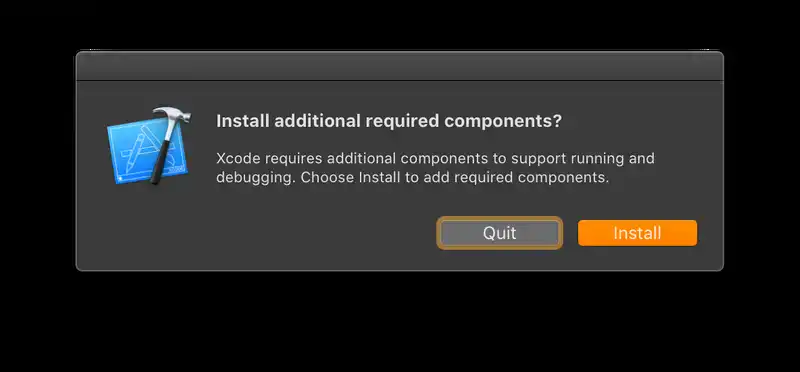 Install additional required components?
Xcode requires additional components to support running and
debugging. Choose Install to add required components.
Quit
Install